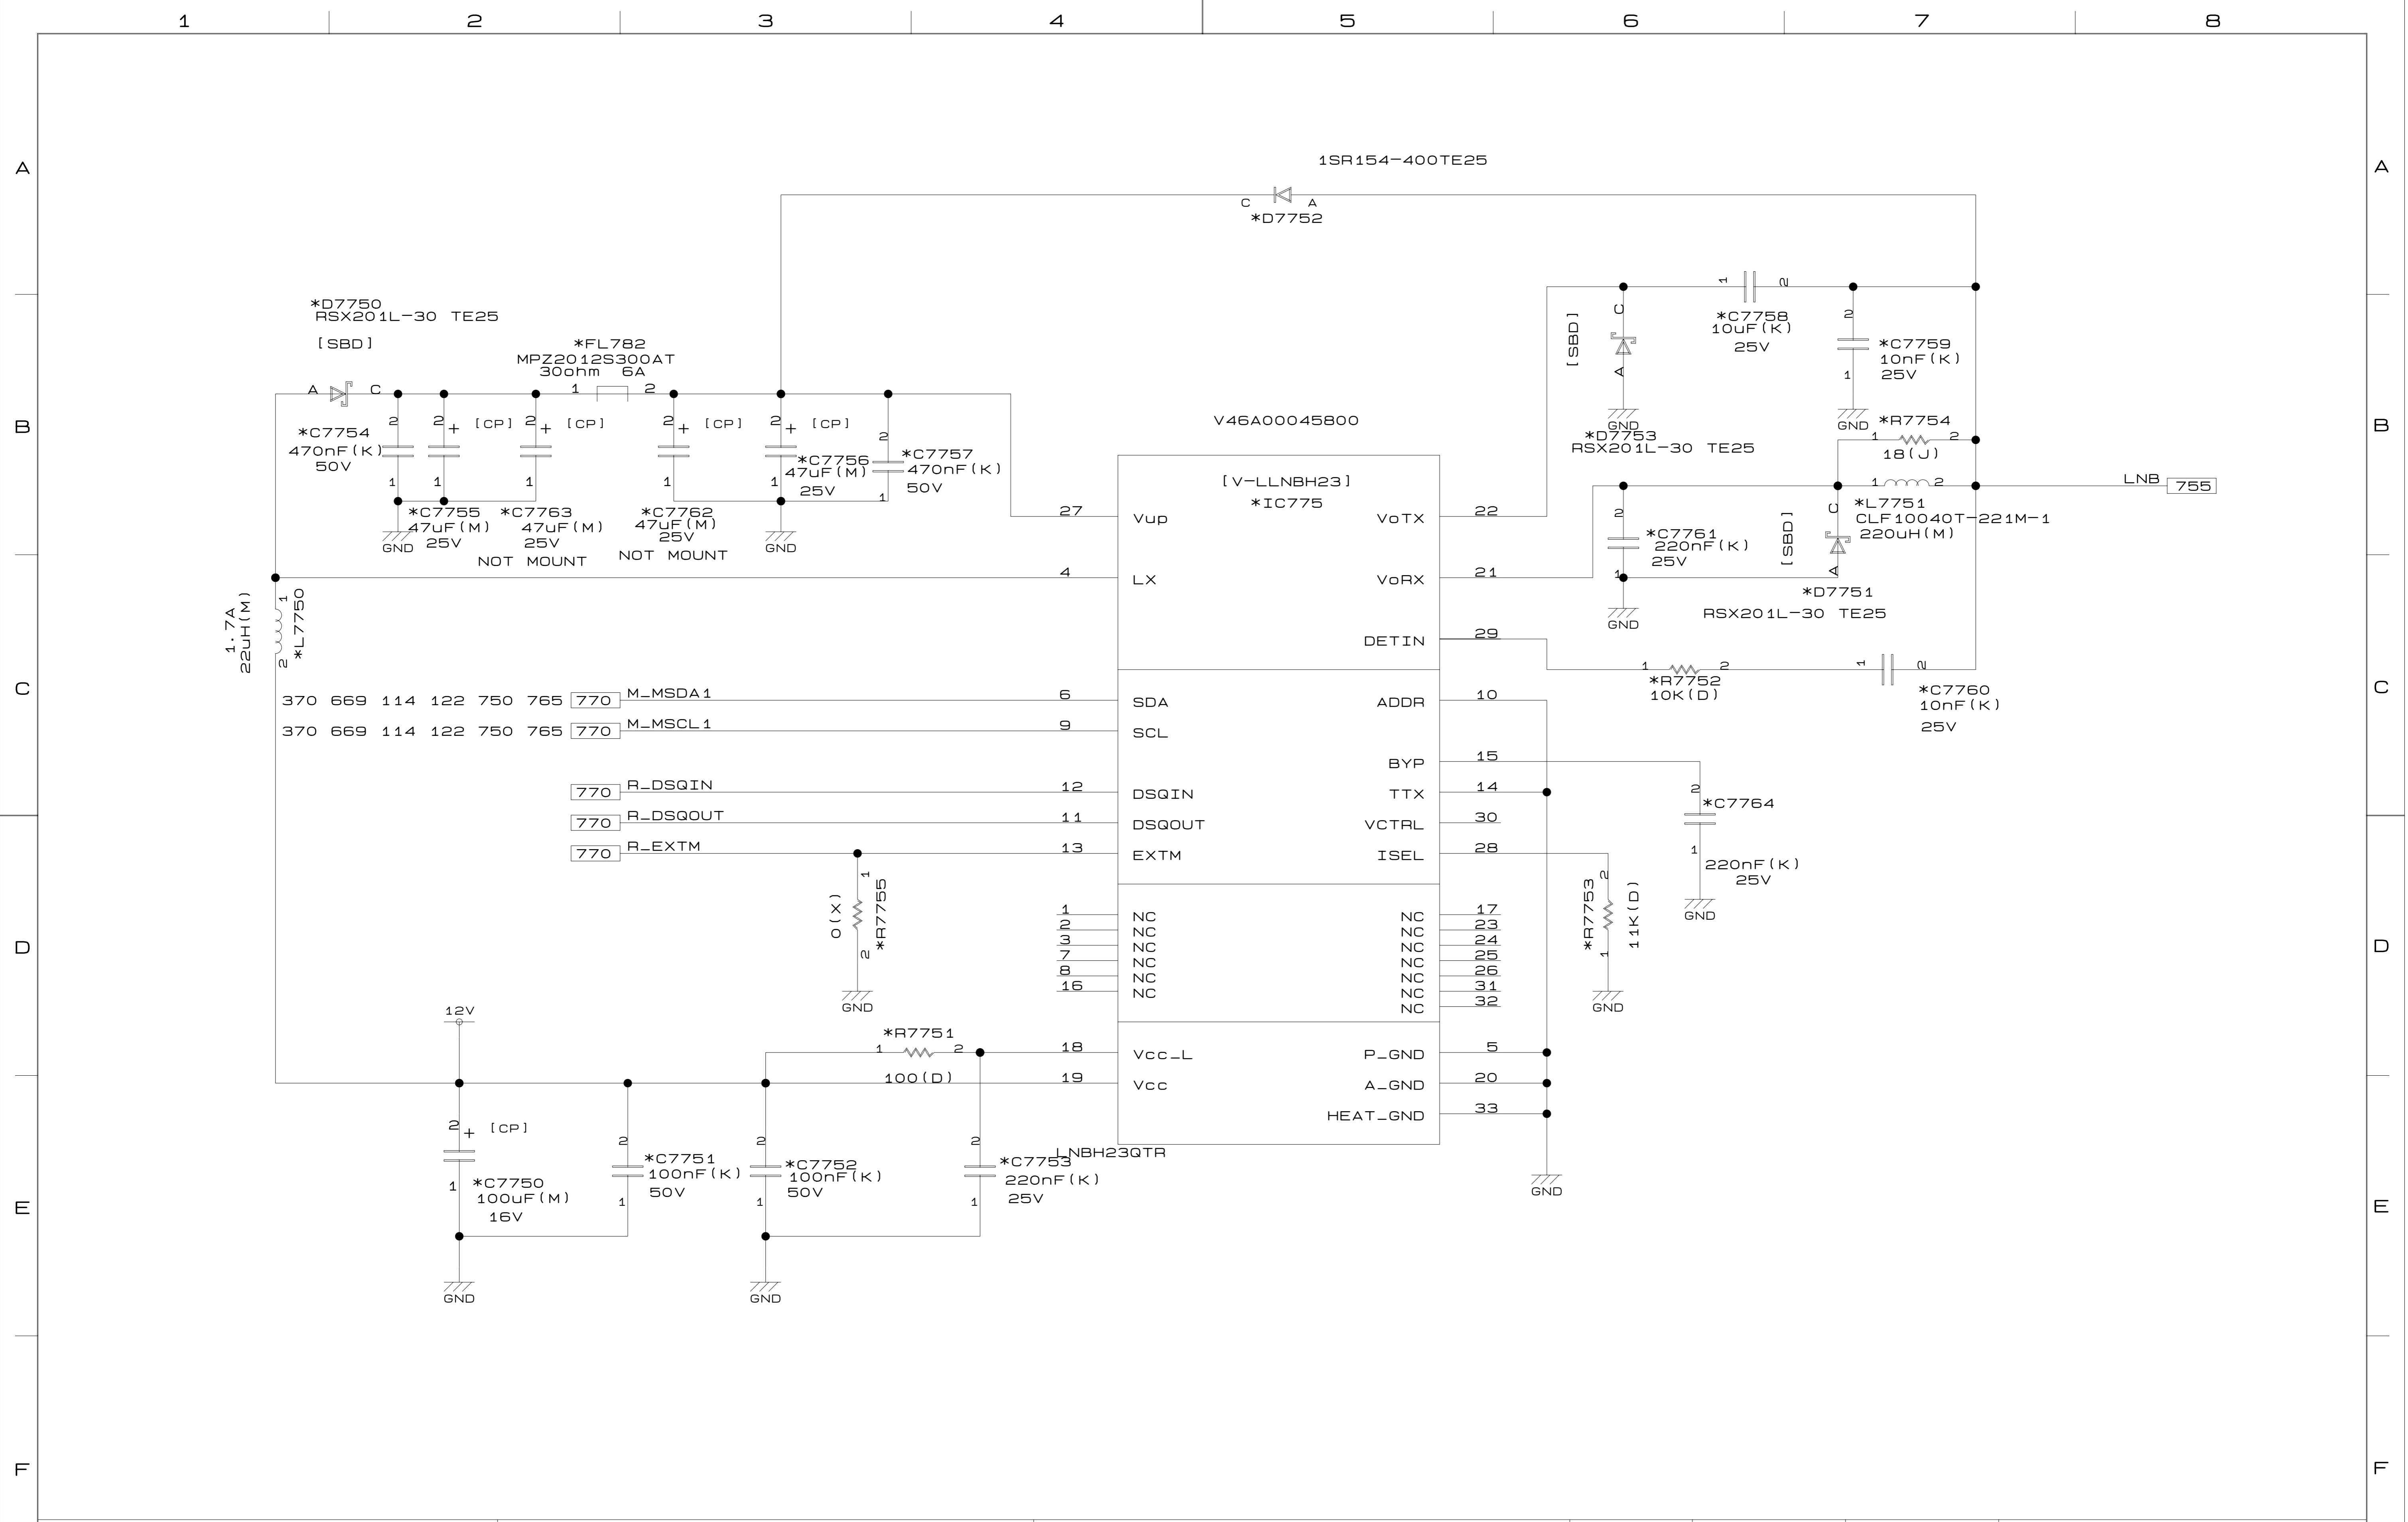 1 2 3 4 5 6 7 8
A
A
1SR154-400TE25
C A
*D7752
*D7750
RSX201L-30 TE25
[SBD]
A C
*FL782
MPZ2012S300AT
30ohm 6A
1 2
2 2 + [CP] 2 + [CP] 2 + [CP] 2 + [CP] 2
*C7754
470nF(K)
50V
*C7756
47uF(M)
25V
*C7757
470nF(K)
50V
1 1 1 1 1 1
*C7755
47uF(M)
25V
*C7763
47uF(M)
25V
NOT MOUNT
*C7762
47uF(M)
25V
NOT MOUNT
GND
GND
B
B
1 2
*C7758
10uF(K)
25V
[SBD]
C
A
GND
*D7753
RSX201L-30 TE25
2
*C7759
10nF(K)
25V
1
GND
*R7754
1 2
18(J)
LNB 755
1 2
*L7751
CLF10040T-221M-1
220uH(M)
2
*C7761
220nF(K)
25V
1
GND
[SBD]
C
A
*D7751
RSX201L-30 TE25
V46A00045800
[V-LLNBH23]
*IC775
27 Vup VoTX 22
4 LX VoRX 21
DETIN 29
1.7A
22uH(M)
1
2
*L7750
1 2
*R7752
10K(D)
1 2
*C7760
10nF(K)
25V
C
C
370 669 114 122 750 765 770 M_MSDA1 6 SDA ADDR 10
370 669 114 122 750 765 770 M_MSCL1 9 SCL
BYP 15
770 R_DSQIN 12 DSQIN TTX 14
770 R_DSQOUT 11 DSQOUT VCTRL 30
770 R_EXTM 13 EXTM ISEL 28
2
*C7764
1
220nF(K)
25V
GND
1
0(X)
*R7755
2
GND
2
*R7753
11K(D)
1
GND
D
D
1 NC NC 17
2 NC NC 23
3 NC NC 24
7 NC NC 25
8 NC NC 26
16 NC NC 31
NC 32
12V
*R7751
1 2
100(D)
18 Vcc_L P_GND 5
19 Vcc A_GND 20
HEAT_GND 33
LNBH23QTR
GND
2 + [CP]
1
*C7750
100uF(M)
16V
2
*C7751
100nF(K)
50V
1
2
*C7752
100nF(K)
50V
1
2
*C7753
220nF(K)
25V
1
GND
GND
E
E
F
F